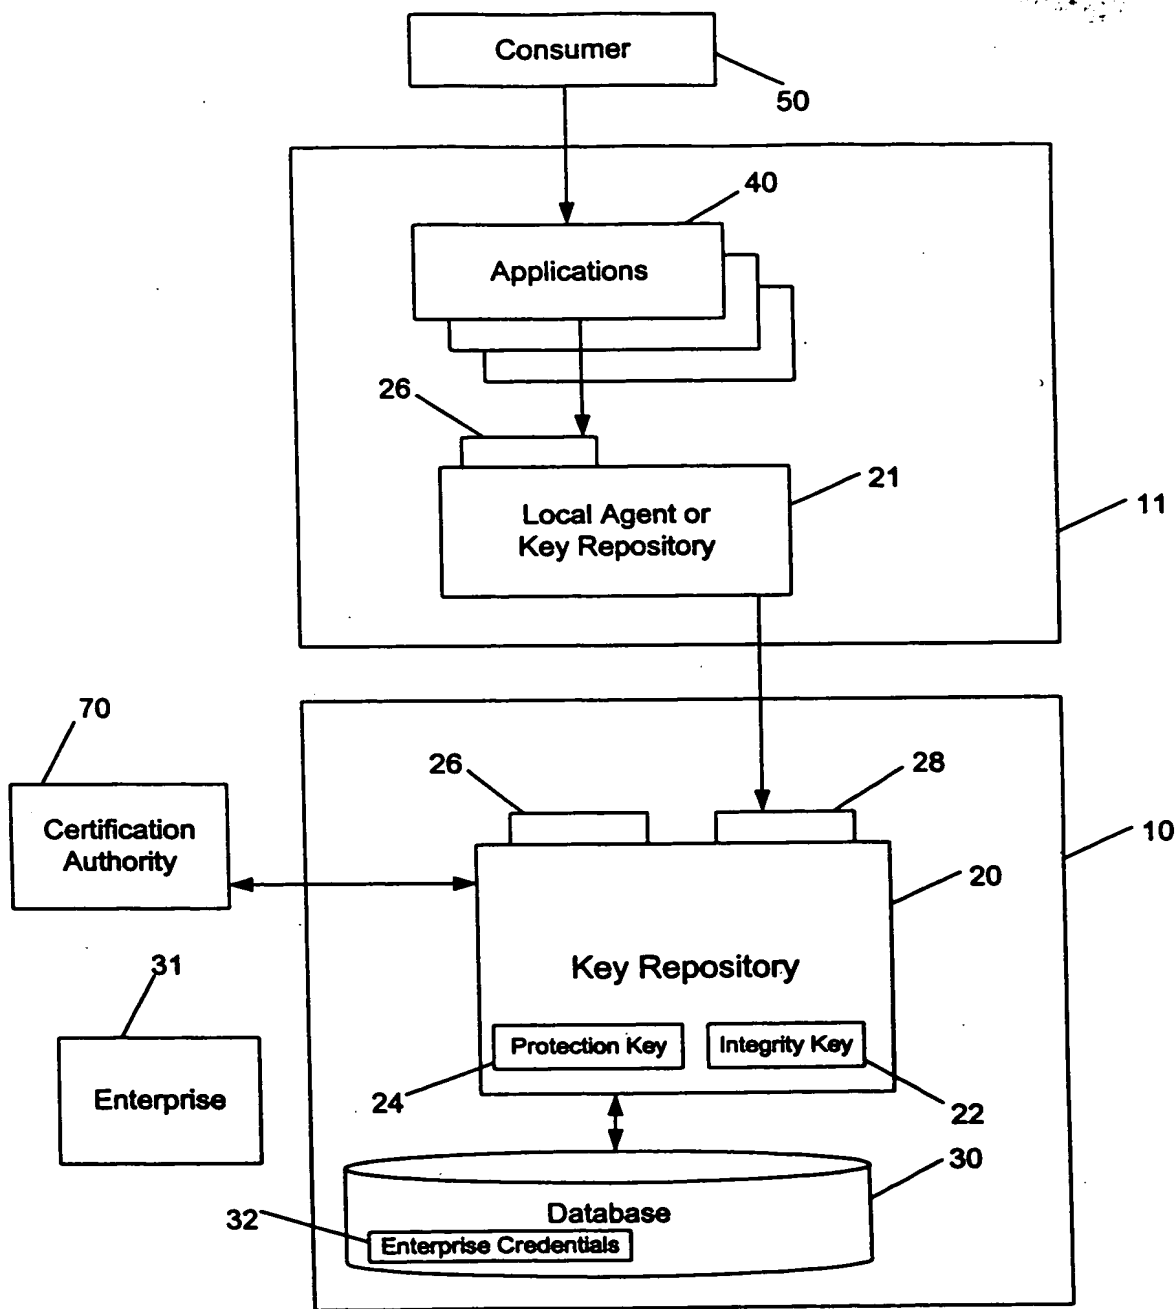 Consumer
50
40
Applications
26
21
Local Agent or
Key Repository
11
70
26
28
Certification
Authority
10
20
31
Key Repository
Protection Key
Integrity Key
Enterprise
24
22
30
Database
32
Enterprise Credentials